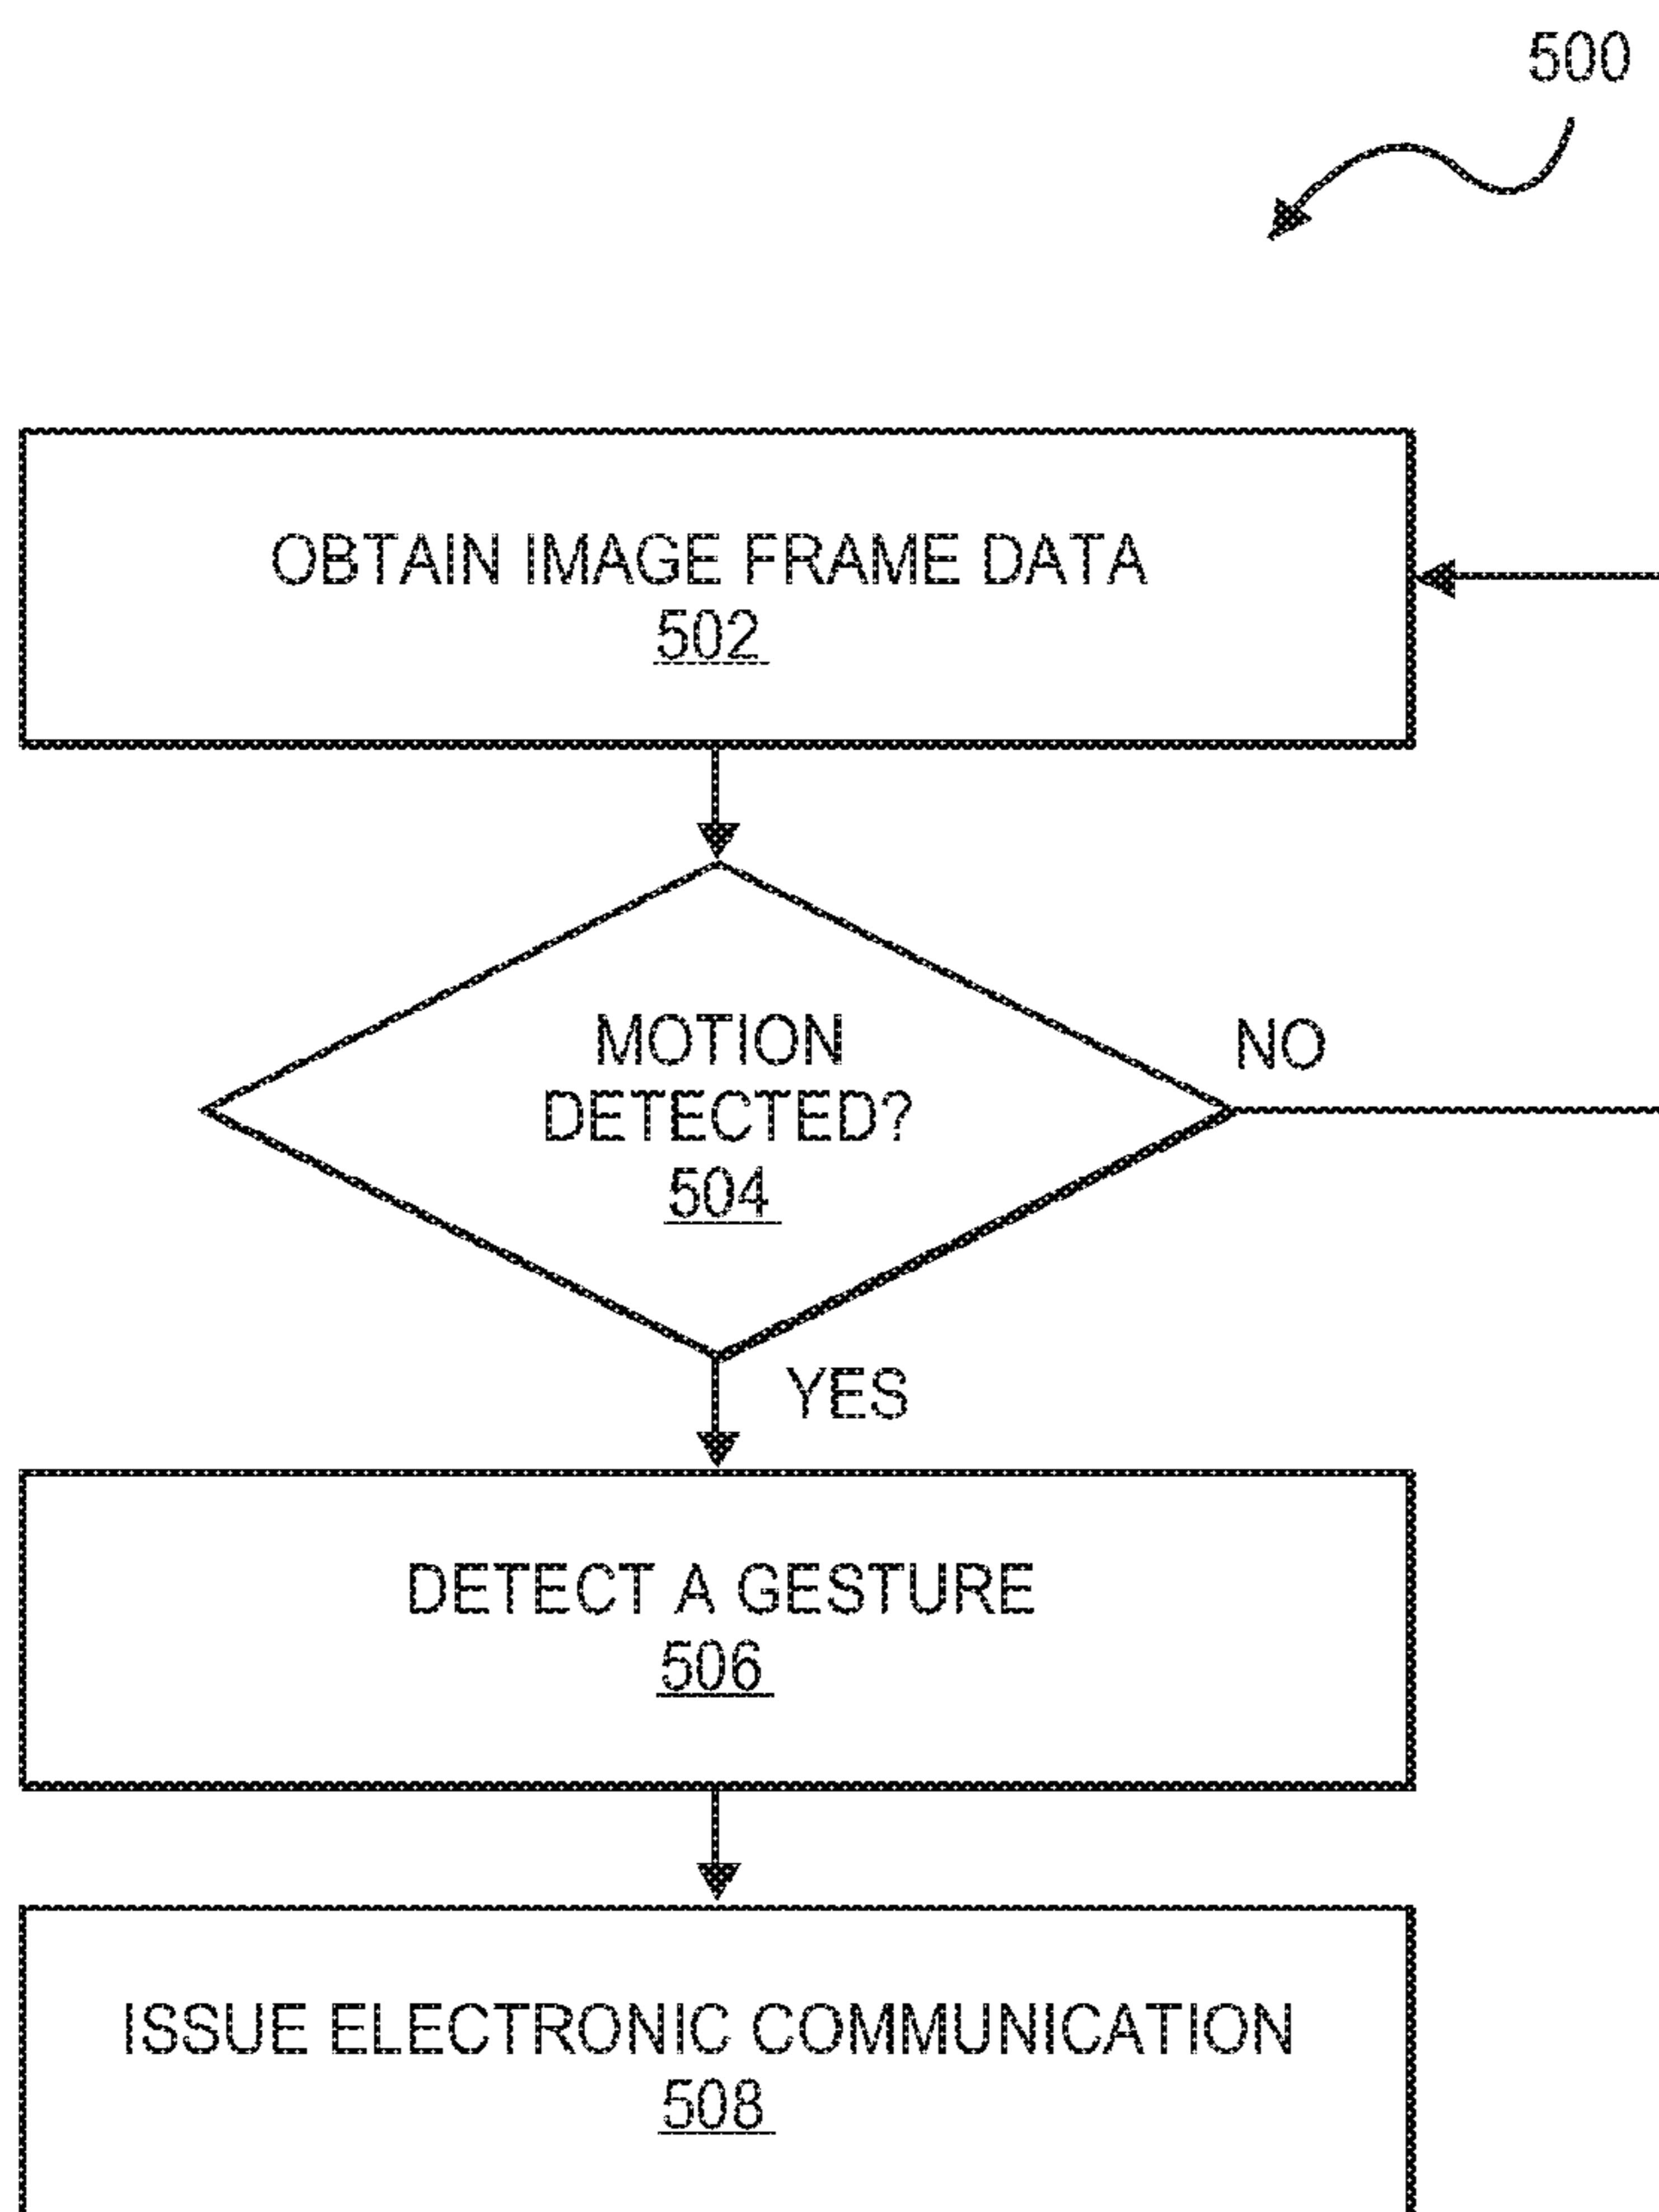 500
OBTAIN IMAGE FRAME DATA
502
MOTION
DETECTED?
504
NO
YES
DETECT A GESTURE
506
ISSUE ELECTRONIC COMMUNICATION
508